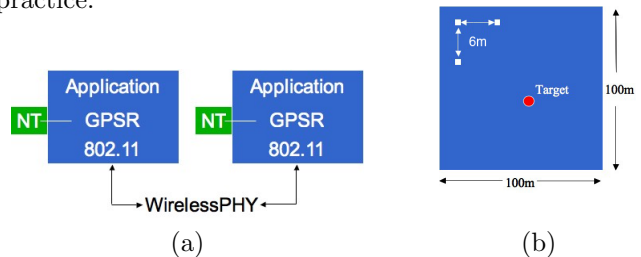 practice.
Application
NT GPSR
802.11
Application
NT GPSR
802.11
WirelessPHY
(a)
6m
Target
100m
100m
(b)